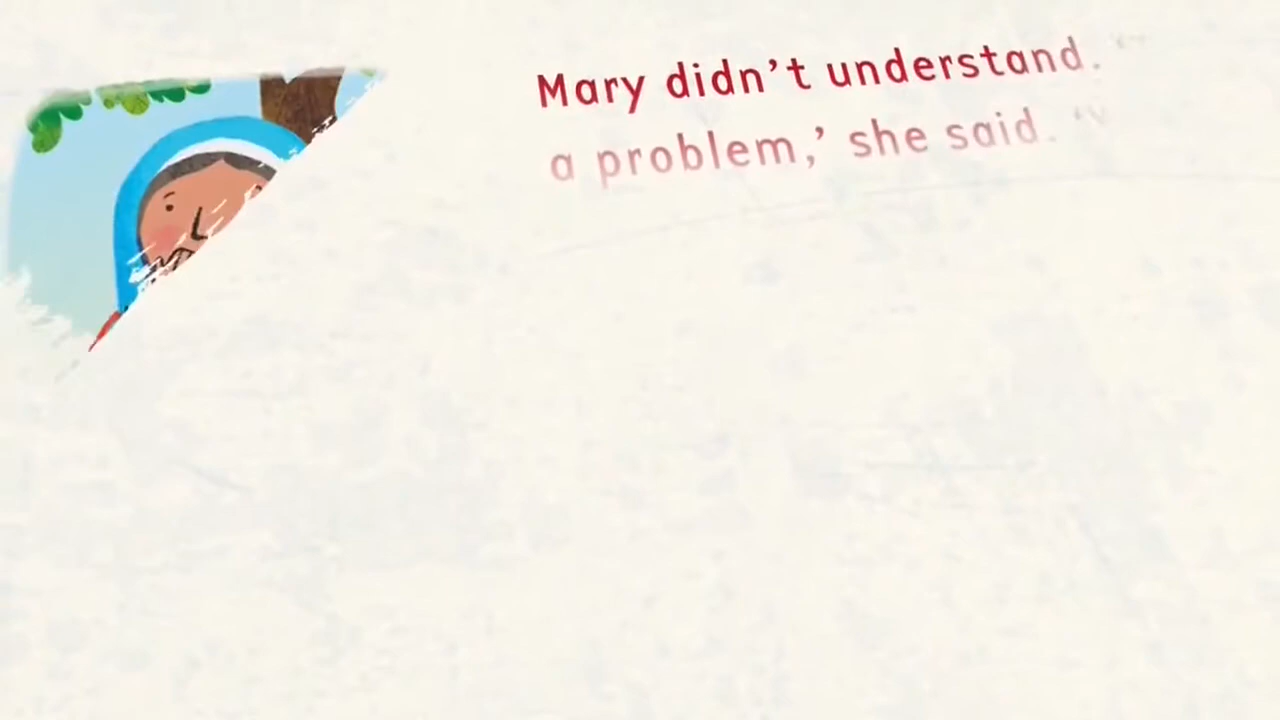 Mary didn’t understand.
a problem,’ she said.